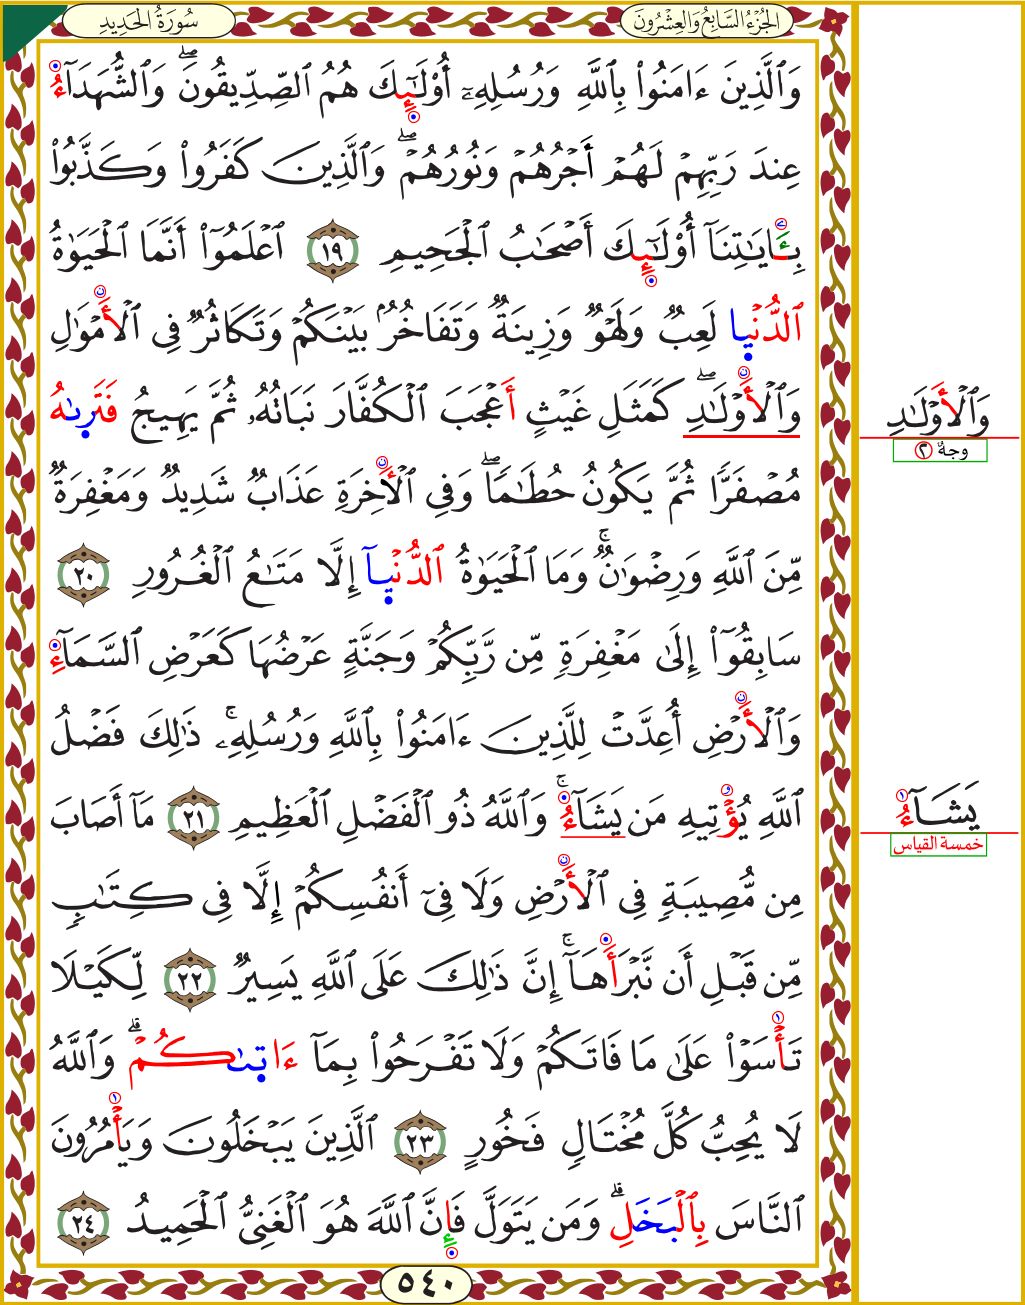 سُورَةُ الحَدِيدِ
الجُزْءُ السَّابِعُ وَالعِشْرُونَ
وَٱلَّذِينَ ءَامَنُوا۟ بِٱللَّهِ وَرُسُلِهِۦٓ أُو۟لَـٰٓئِكَ هُمُ ٱلصِّدِّيقُونَۖ وَٱلشُّهَدَآءُ
عِندَ رَبِّهِمْ لَهُمْ أَجْرُهُمْ وَنُورُهُمْۖ وَٱلَّذِينَ كَفَرُوا۟ وَكَذَّبُوا۟
بِـَٔايَـٰتِنَآ أُو۟لَـٰٓئِكَ أَصْحَـٰبُ ٱلْجَحِيمِ ١٩ ٱعْلَمُوٓا۟ أَنَّمَا ٱلْحَيَوٰةُ
ٱلدُّنْيا لَعِبٌ وَلَهْوٌ وَزِينَةٌ وَتَفَاخُرٌۢ بَيْنَكُمْ وَتَكَاثُرٌ فِى ٱلْأَمْوَٰلِ
وَٱلْأَوْلَـٰدِۖ كَمَثَلِ غَيْثٍ أَعْجَبَ ٱلْكُفَّارَ نَبَاتُهُۥ ثُمَّ يَهِيجُ فَتَرىٰهُ
مُصْفَرًّا ثُمَّ يَكُونُ حُطَـٰمًاۖ وَفِى ٱلْأَخِرَةِ عَذَابٌ شَدِيدٌ وَمَغْفِرَةٌ
مِّنَ ٱللَّهِ وَرِضْوَٰنٌۚ وَمَا ٱلْحَيَوٰةُ ٱلدُّنْيآ إِلَّا مَتَـٰعُ ٱلْغُرُورِ ٢٠
سَابِقُوٓا۟ إِلَىٰ مَغْفِرَةٍ مِّن رَّبِّكُمْ وَجَنَّةٍ عَرْضُهَا كَعَرْضِ ٱلسَّمَآءِ
وَٱلْأَرْضِ أُعِدَّتْ لِلَّذِينَ ءَامَنُوا۟ بِٱللَّهِ وَرُسُلِهِۦۚ ذَٰلِكَ فَضْلُ
ٱللَّهِ يُؤْتِيهِ مَن يَشَآءُۚ وَٱللَّهُ ذُو ٱلْفَضْلِ ٱلْعَظِيمِ ٢١ مَآ أَصَابَ
مِن مُّصِيبَةٍ فِى ٱلْأَرْضِ وَلَا فِىٓ أَنفُسِكُمْ إِلَّا فِى كِتَـٰبٍ
مِّن قَبْلِ أَن نَّبْرَأَهَآۚ إِنَّ ذَٰلِكَ عَلَى ٱللَّهِ يَسِيرٌ ٢٢ لِّكَيْلَا
تَأْسَوْا۟ عَلَىٰ مَا فَاتَكُمْ وَلَا تَفْرَحُوا۟ بِمَآ ءَاتىٰكُمْۗ وَٱللَّهُ
لَا يُحِبُّ كُلَّ مُخْتَالٍ فَخُورٍ ٢٣ ٱلَّذِينَ يَبْخَلُونَ وَيَأْمُرُونَ
ٱلنَّاسَ بِٱلْبَخَلِۗ وَمَن يَتَوَلَّ فَإِنَّ ٱللَّهَ هُوَ ٱلْغَنِىُّ ٱلْحَمِيدُ ٢٤
٥٤٠
وَٱلْأَوْلَـٰدِ
وجهٌ ٣
يَشَآءُ
خمسة القياس